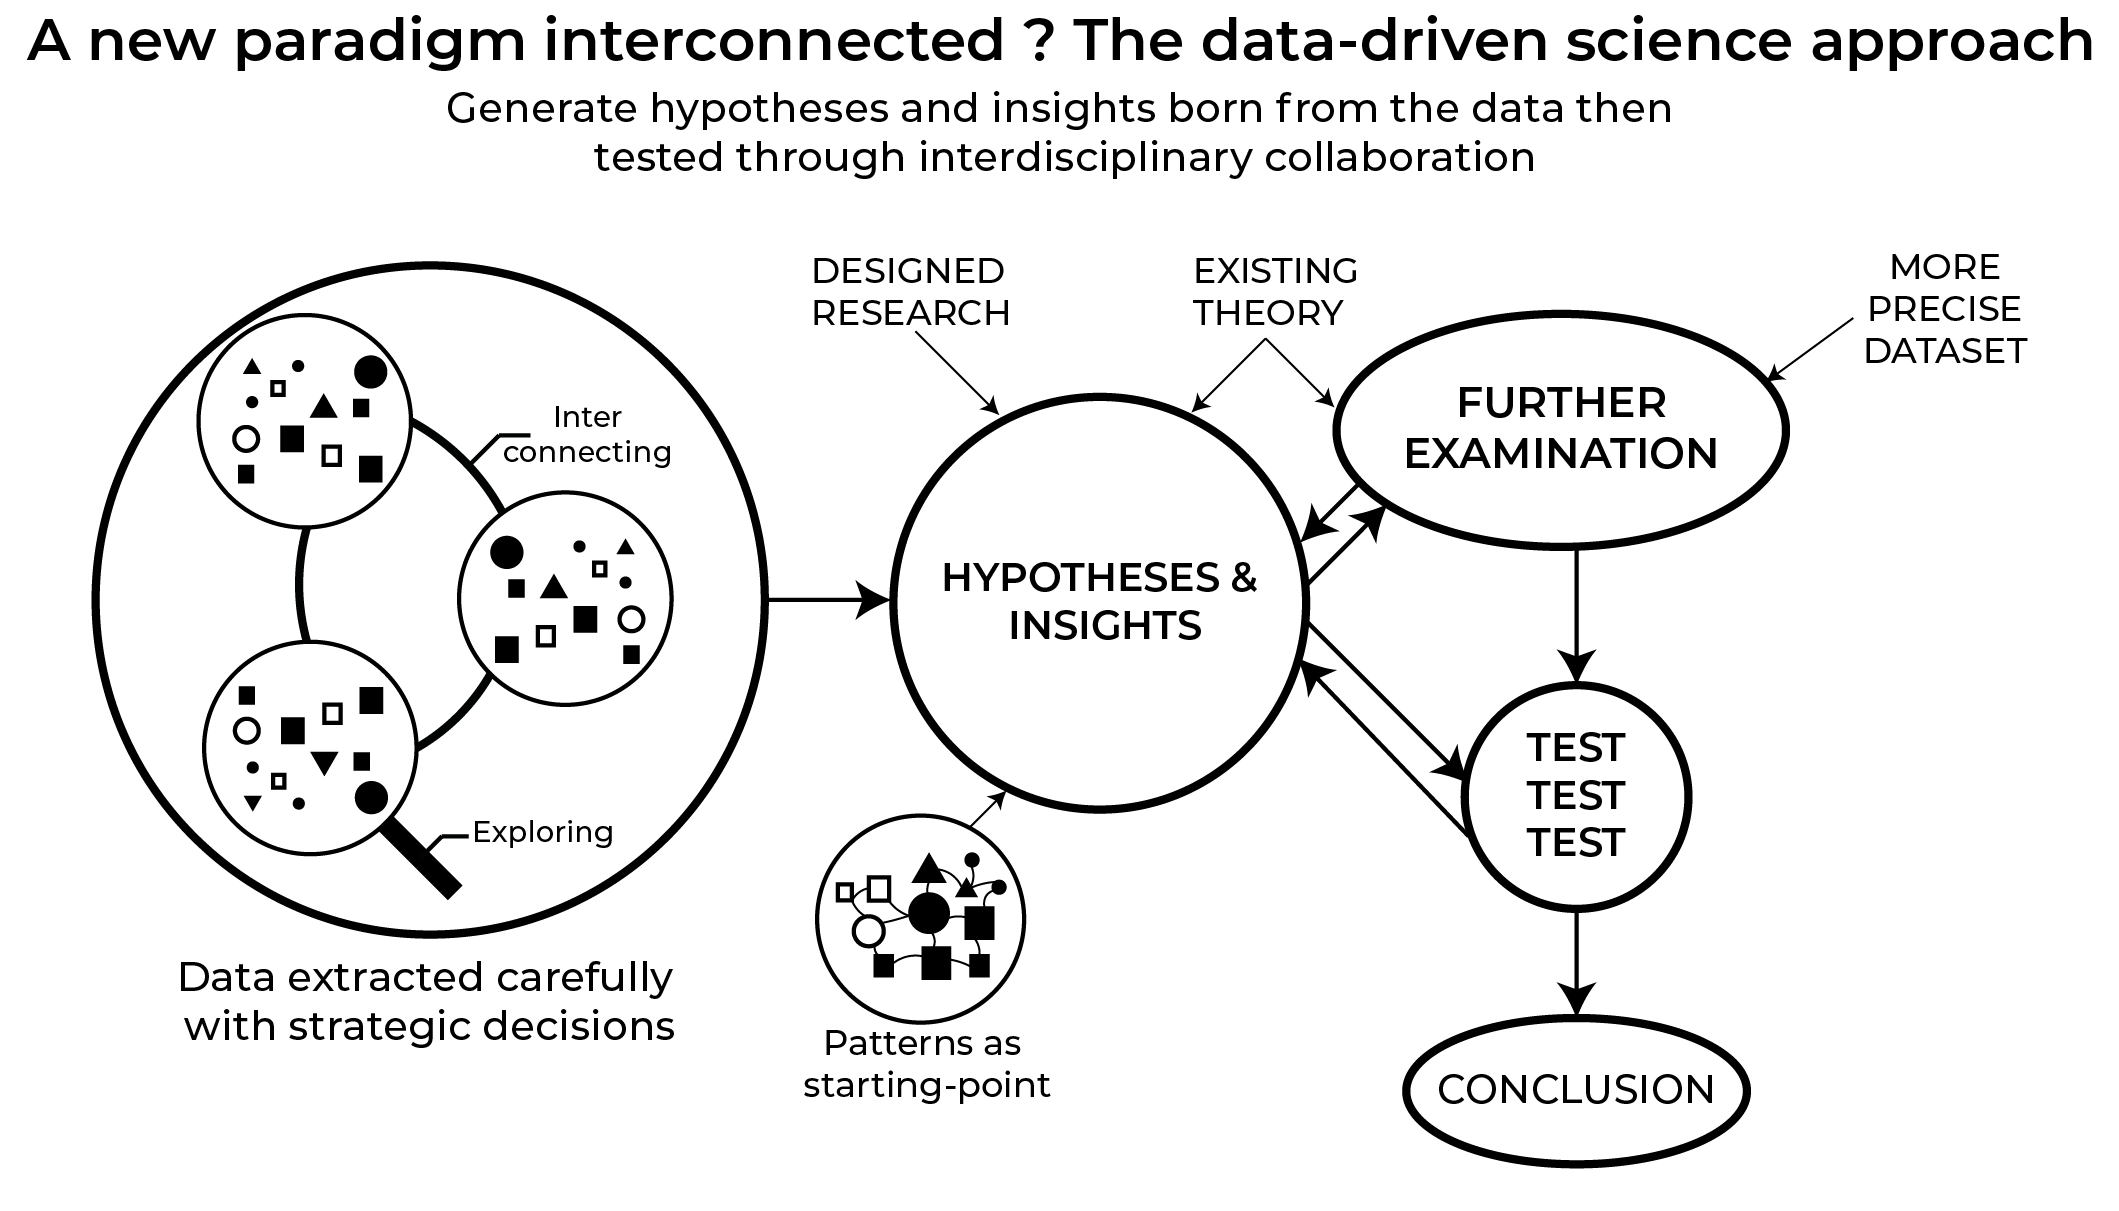 A new paradigm interconnected ? The data-driven science approach
Generate hypotheses and insights born from the data then
tested through interdisciplinary collaboration
Inter
connecting
Exploring
Data extracted carefully
with strategic decisions
DESIGNED
RESEARCH
EXISTING
THEORY
HYPOTHESES &
INSIGHTS
Patterns as
starting-point
MORE
PRECISE
DATASET
FURTHER
EXAMINATION
TEST
TEST
TEST
CONCLUSION